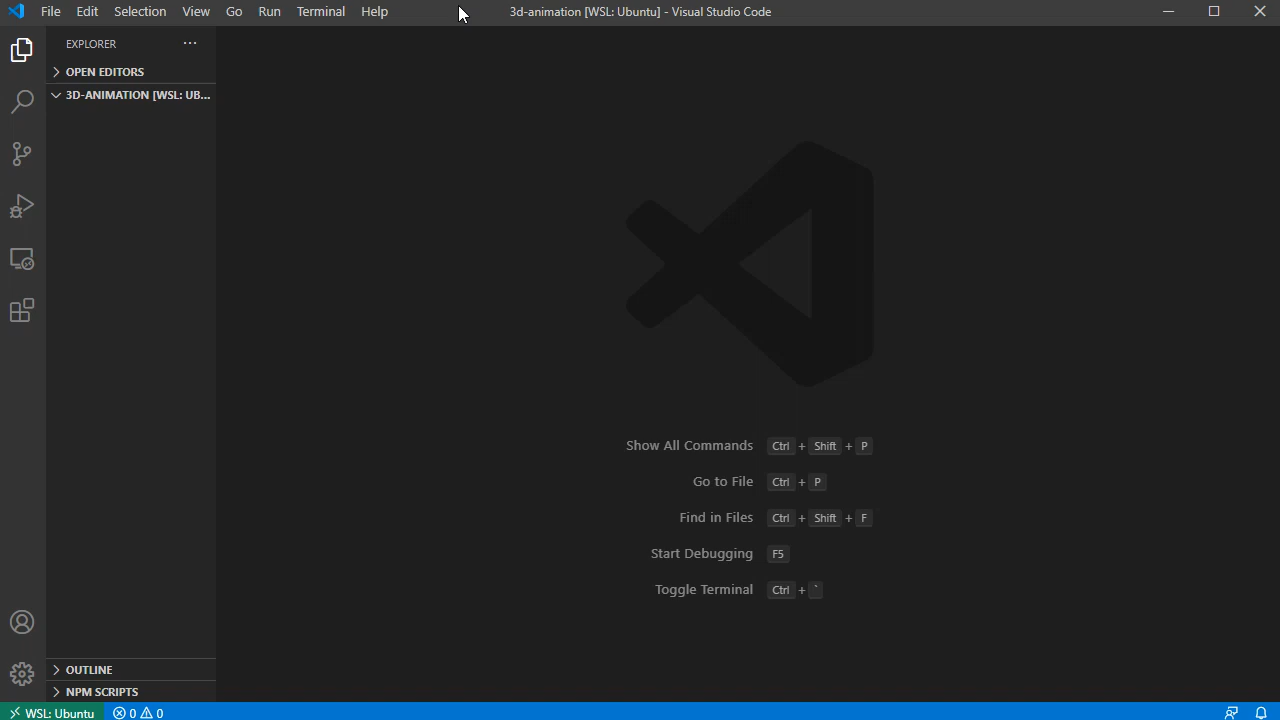 File Edit Selection View Go Run Terminal Help 3d-animation [WSL: Ubuntu] - Visual Studio Code
EXPLORER
OPEN EDITORS
3D-ANIMATION [WSL: UB...
Show All Commands Ctrl + Shift + P
Go to File Ctrl + P
Find in Files Ctrl + Shift + F
Start Debugging F5
Toggle Terminal Ctrl + `
OUTLINE
NPM SCRIPTS
WSL: Ubuntu 0 0